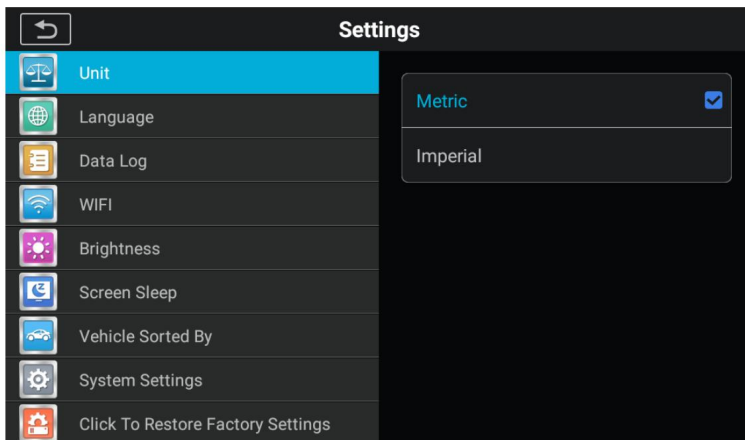 Settings
Unit
Language
Data Log
WIFI
Brightness
Screen Sleep
Vehicle Sorted By
System Settings
Click To Restore Factory Settings
Metric
Imperial